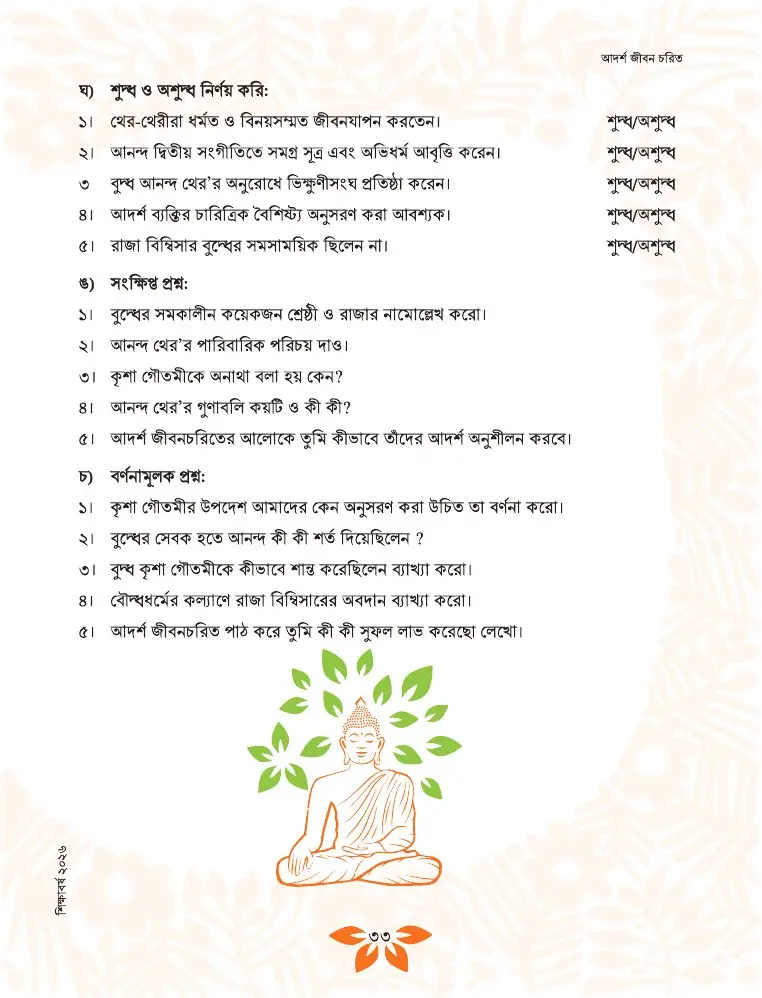 আদর্শ জীবন চরিত
ঘ) শুদ্ধ ও অশুদ্ধ নির্ণয় করি:
১। থের-থেরীরা ধর্মত ও বিনয়সম্মত জীবনযাপন করতেন। শুদ্ধ/অশুদ্ধ
২। আনন্দ দ্বিতীয় সংগীতিতে সমগ্র সূত্র এবং অভিধর্ম আবৃত্তি করেন। শুদ্ধ/অশুদ্ধ
৩ বুদ্ধ আনন্দ থের’র অনুরোধে ভিক্ষুণীসংঘ প্রতিষ্ঠা করেন। শুদ্ধ/অশুদ্ধ
৪। আদর্শ ব্যক্তির চারিত্রিক বৈশিষ্ট্য অনুসরণ করা আবশ্যক। শুদ্ধ/অশুদ্ধ
৫। রাজা বিম্বিসার বুদ্ধের সমসাময়িক ছিলেন না। শুদ্ধ/অশুদ্ধ
ঙ) সংক্ষিপ্ত প্রশ্ন:
১। বুদ্ধের সমকালীন কয়েকজন শ্রেষ্ঠী ও রাজার নামোল্লেখ করো।
২। আনন্দ থের’র পারিবারিক পরিচয় দাও।
৩। কৃশা গৌতমীকে অনাথা বলা হয় কেন?
৪। আনন্দ থের’র গুণাবলি কয়টি ও কী কী?
৫। আদর্শ জীবনচরিতের আলোকে তুমি কীভাবে তাঁদের আদর্শ অনুশীলন করবে।
চ) বর্ণনামূলক প্রশ্ন:
১। কৃশা গৌতমীর উপদেশ আমাদের কেন অনুসরণ করা উচিত তা বর্ণনা করো।
২। বুদ্ধের সেবক হতে আনন্দ কী কী শর্ত দিয়েছিলেন ?
৩। বুদ্ধ কৃশা গৌতমীকে কীভাবে শান্ত করেছিলেন ব্যাখ্যা করো।
৪। বৌদ্ধধর্মের কল্যাণে রাজা বিম্বিসারের অবদান ব্যাখ্যা করো।
৫। আদর্শ জীবনচরিত পাঠ করে তুমি কী কী সুফল লাভ করেছো লেখো।
শিক্ষাবর্ষ ২০২৬
৩৩